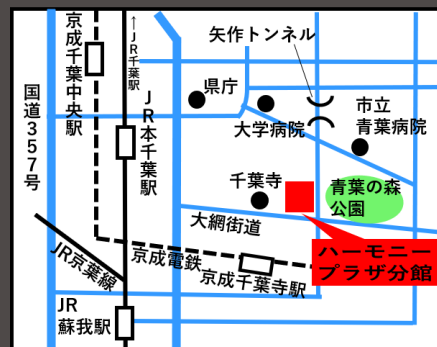 京成千葉中央駅
↑JR千葉駅
矢作トンネル
国道357号
県庁
大学病院
市立
青葉病院
JR本千葉駅
千葉寺
青葉の森
公園
大網街道
ハーモニー
プラザ分館
JR京葉線
京成電鉄
京成千葉寺駅
JR
蘇我駅